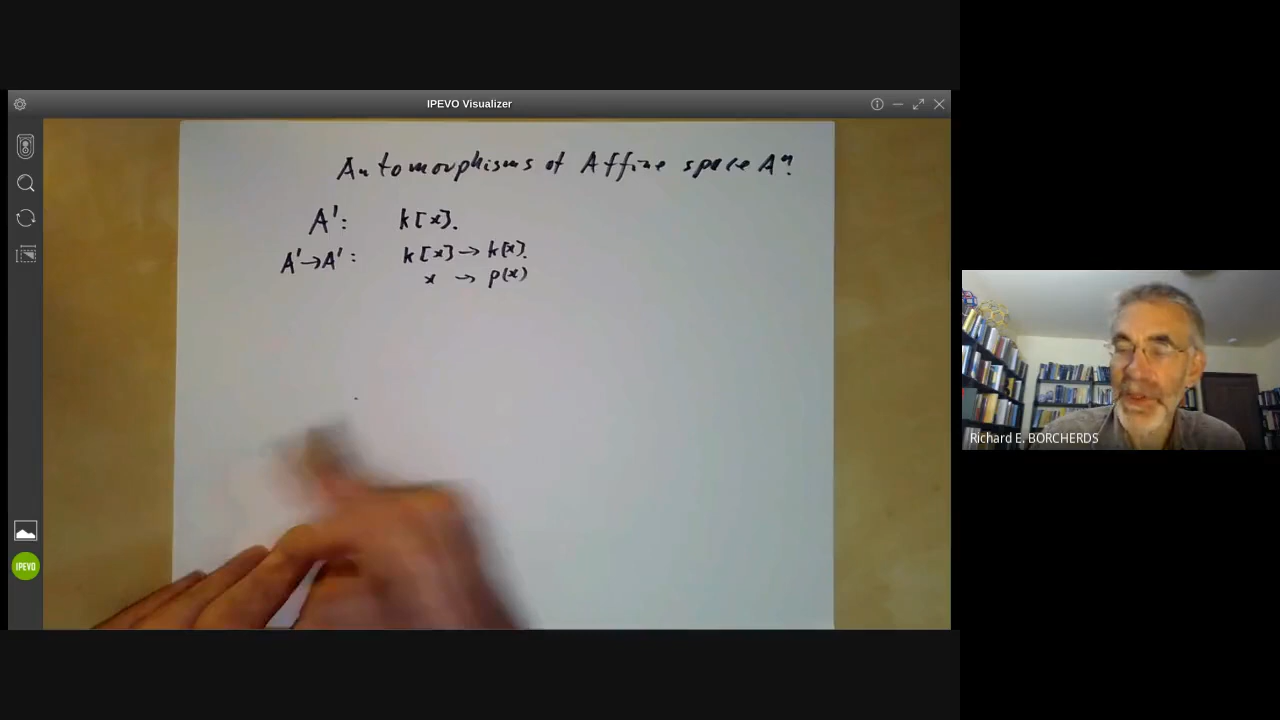 IPEVO Visualizer
Automorphisms of Affine space Aⁿ.
A¹: k[x].
A¹→A¹: k[x] → k[x].
x → p(x)
IPEVO
Richard E. BORCHERDS